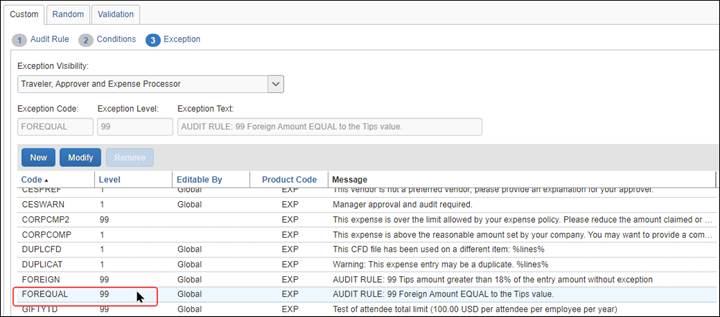 Custom Random Validation
1 Audit Rule 2 Conditions 3 Exception
Exception Visibility:
Traveler, Approver and Expense Processor
Exception Code: Exception Level: Exception Text:
FOREQUAL 99 AUDIT RULE: 99 Foreign Amount EQUAL to the Tips value.
New Modify Remove
Code Level Editable By Product Code Message
CESPREF 1 Global EXP This vendor is not a preferred vendor, please provide an explanation for your approver.
CESWARN 1 Global EXP Manager approval and audit required.
CORPCMP2 99 EXP This expense is over the limit allowed by your expense policy. Please reduce the amount claimed or ...
CORPCOMP 1 EXP This expense is above the reasonable amount set by your company. You may want to provide a com...
DUPLCFD 1 Global EXP This CFD file has been used on a different item: %lines%
DUPLICAT 1 Global EXP Warning: This expense entry may be a duplicate. %lines%
FOREIGN 99 Global EXP AUDIT RULE: 99 Tips amount greater than 18% of the entry amount without exception
FOREQUAL 99 Global EXP AUDIT RULE: 99 Foreign Amount EQUAL to the Tips value.
GIFTYTD 99 Global EXP Test of attendee total limit (100.00 USD per attendee per employee per year)